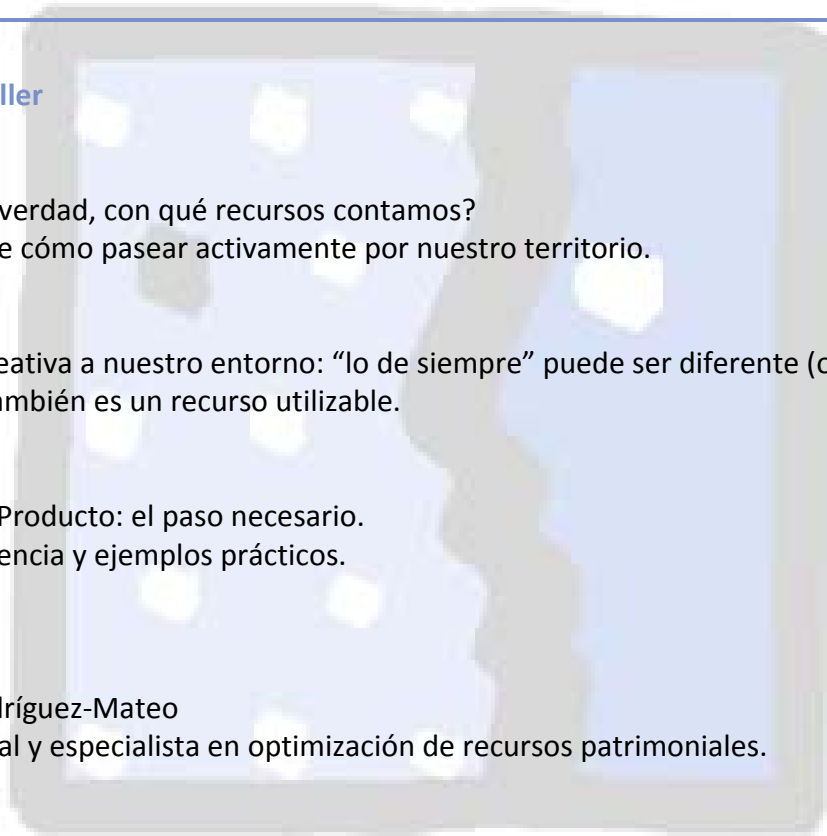 ller
verdad, con qué recursos contamos?
e cómo pasear activamente por nuestro territorio.
eativa a nuestro entorno: “lo de siempre” puede ser diferente (
ambién es un recurso utilizable.
Producto: el paso necesario.
encia y ejemplos prácticos.
dríguez-Mateo
al y especialista en optimización de recursos patrimoniales.